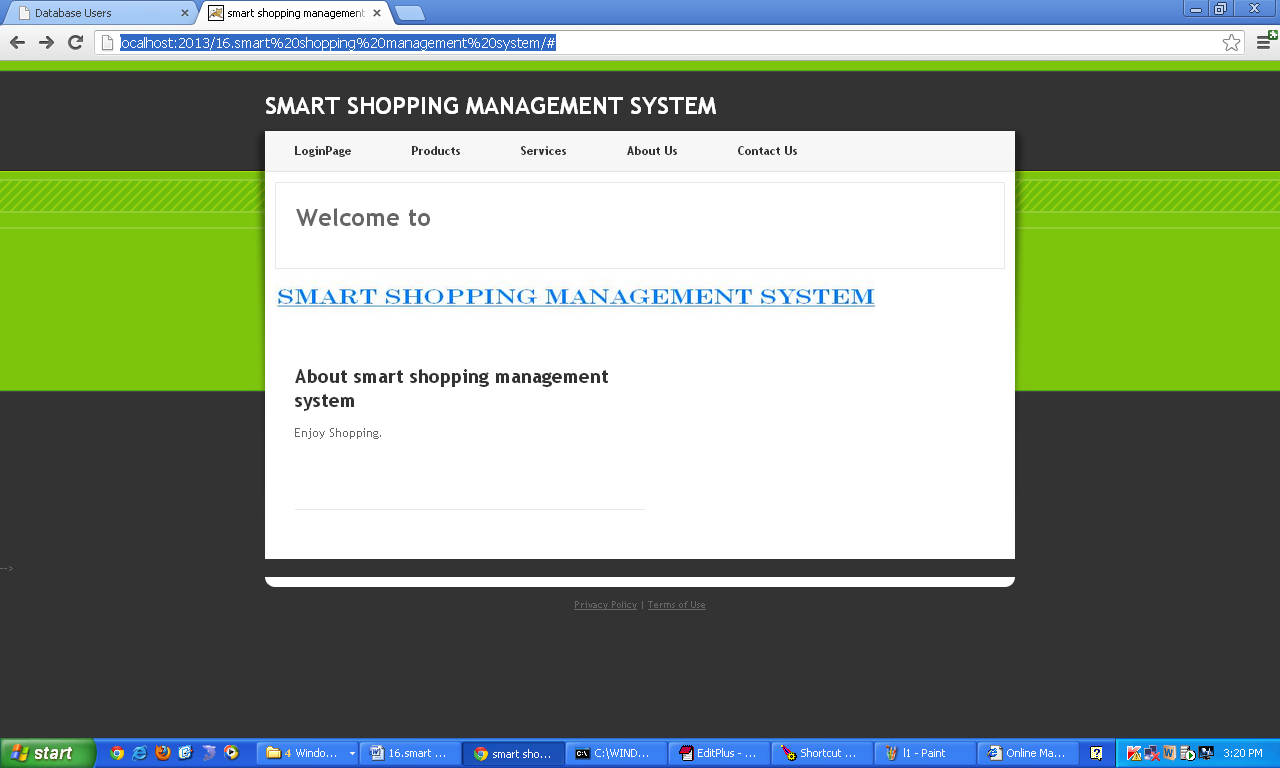 Database Users
smart shopping management
localhost:2013/16.smart%20shopping%20management%20system/#
SMART SHOPPING MANAGEMENT SYSTEM
LoginPage Products Services About Us Contact Us
Welcome to
SMART SHOPPING MANAGEMENT SYSTEM
About smart shopping management
system
Enjoy Shopping.
-->
Privacy Policy | Terms of Use
start 4 Windo... 16.smart ... smart sho... C:\WIND... EditPlus - ... Shortcut ... l1 - Paint Online Ma... 3:20 PM